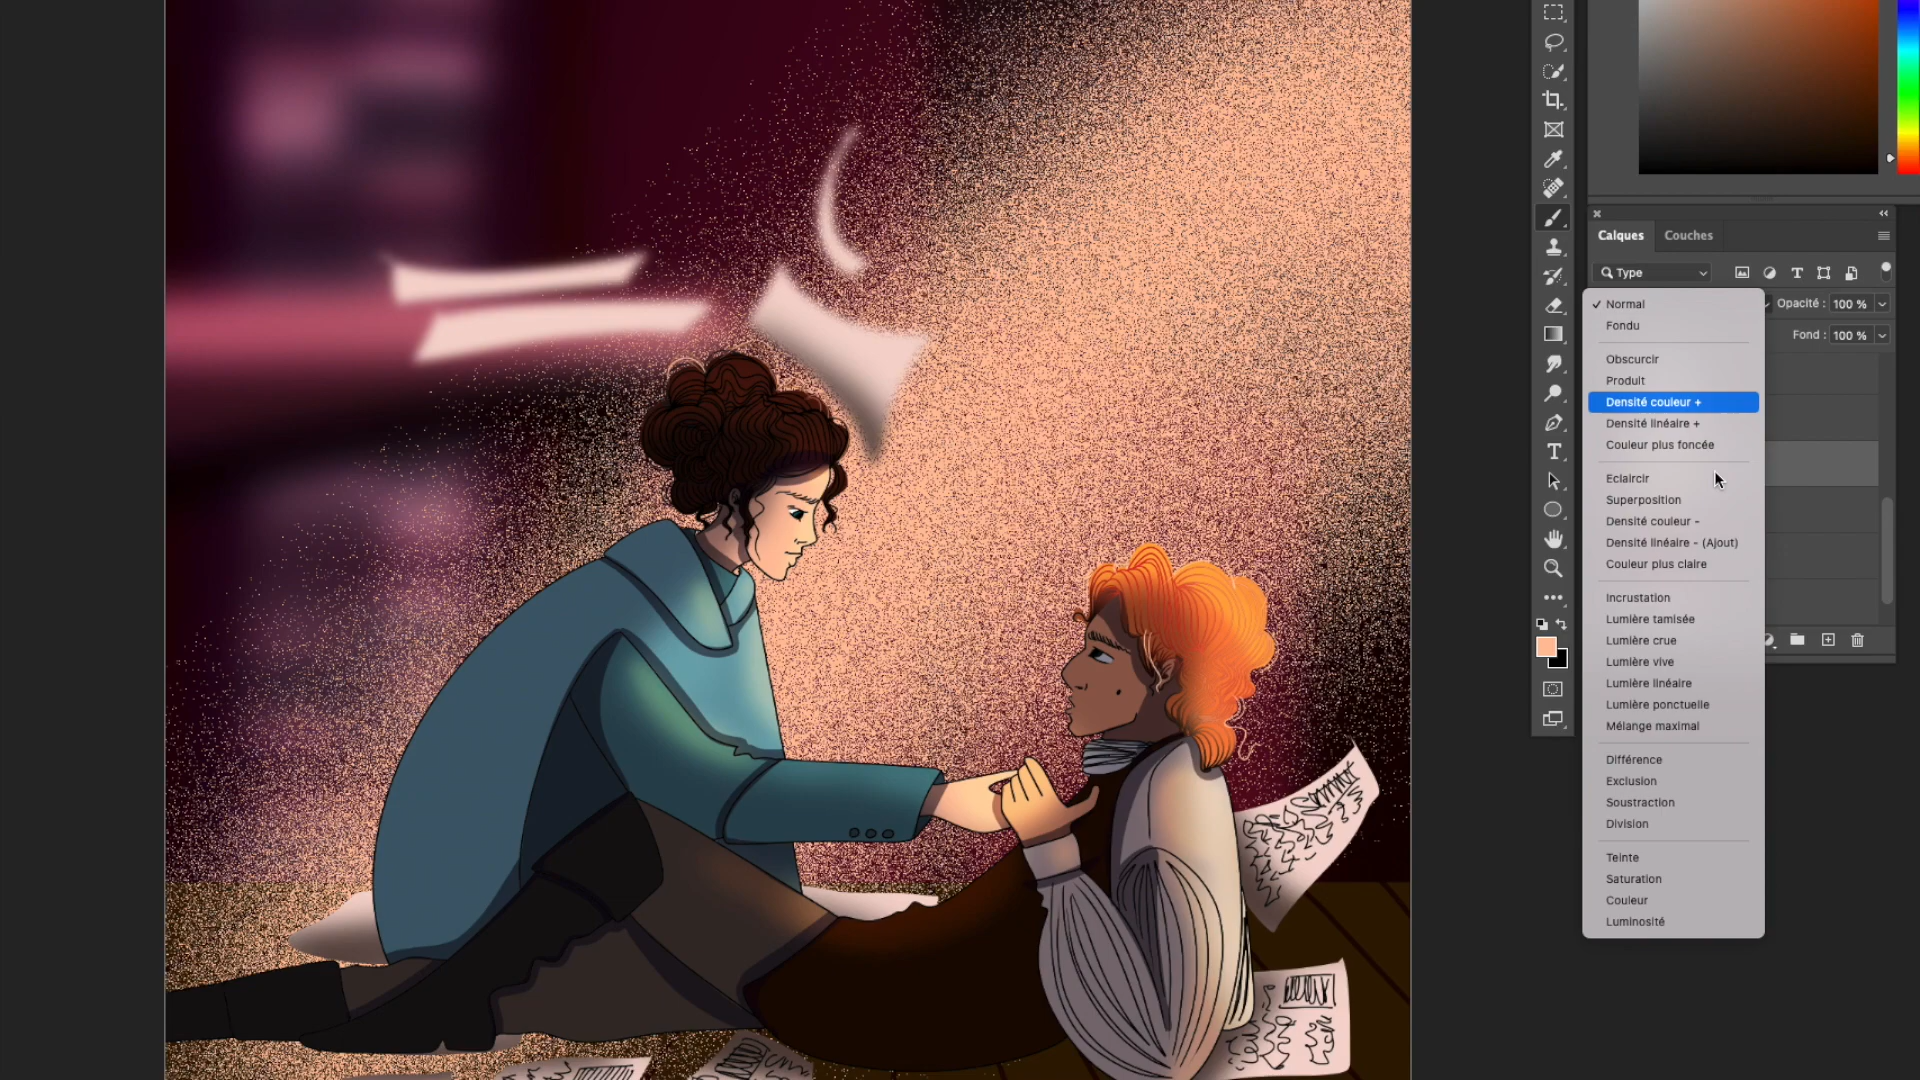 Calques Couches
Type
Opacité : 100 %
Fond : 100 %
Normal
Fondu
Obscurcir
Produit
Densité couleur +
Densité linéaire +
Couleur plus foncée
Eclaircir
Superposition
Densité couleur -
Densité linéaire - (Ajout)
Couleur plus claire
Incrustation
Lumière tamisée
Lumière crue
Lumière vive
Lumière linéaire
Lumière ponctuelle
Mélange maximal
Différence
Exclusion
Soustraction
Division
Teinte
Saturation
Couleur
Luminosité